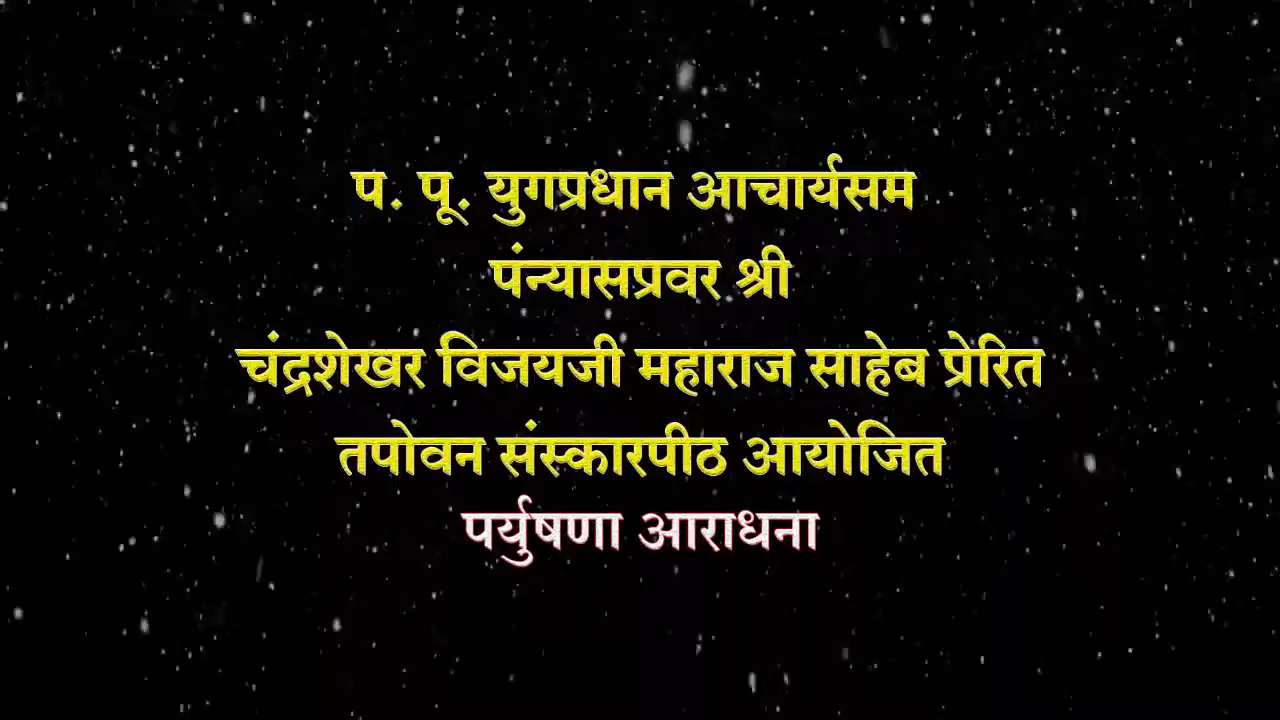 प. पू. युगप्रधान आचार्यसम
पंन्यासप्रवर श्री
चंद्रशेखर विजयजी महाराज साहेब प्रेरित
तपोवन संस्कारपीठ आयोजित
पर्युषणा आराधना